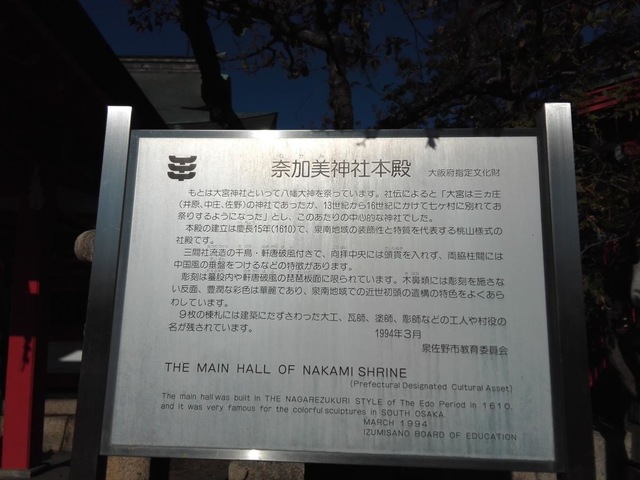 奈加美神社本殿 大阪府指定文化財
もとは大宮神社といって八幡大神を祭っています。社伝によると「大宮は三ヵ荘
（井原、中庄、佐野）の神社であったが、13世紀から16世紀にかけて七ケ村に別れてお
祭りするようになった」とし、このあたりの中心的な神社でした。
本殿の建立は慶長15年（1610）で、泉南地域の装飾性と特質を代表する桃山様式の
社殿です。
三間社流造の千鳥・軒唐破風付きで、向拝中央には頭貫を入れず、両脇柱間には
中国風の垂盤をつけるなどの特徴があります。
彫刻は蟇股内や軒唐破風の琵琶板面に限られています。木鼻類には彫刻を施さな
い反面、豊潤な彩色は華麗であり、泉南地域での近世初頭の遺構の特色をよくあら
わしています。
９枚の棟札には建築にたずさわった大工、瓦師、塗師、彫師などの工人や村役の
名が残されています。
1994年３月
泉佐野市教育委員会
THE MAIN HALL OF NAKAMI SHRINE
(Prefectural Designated Cultural Asset)
The main hall was built in THE NAGAREZUKURI STYLE of The Edo Period in 1610,
and it was very famous for the colorful sculptures in SOUTH OSAKA.
MARCH 1994
IZUMISANO BOARD OF EDUCATION